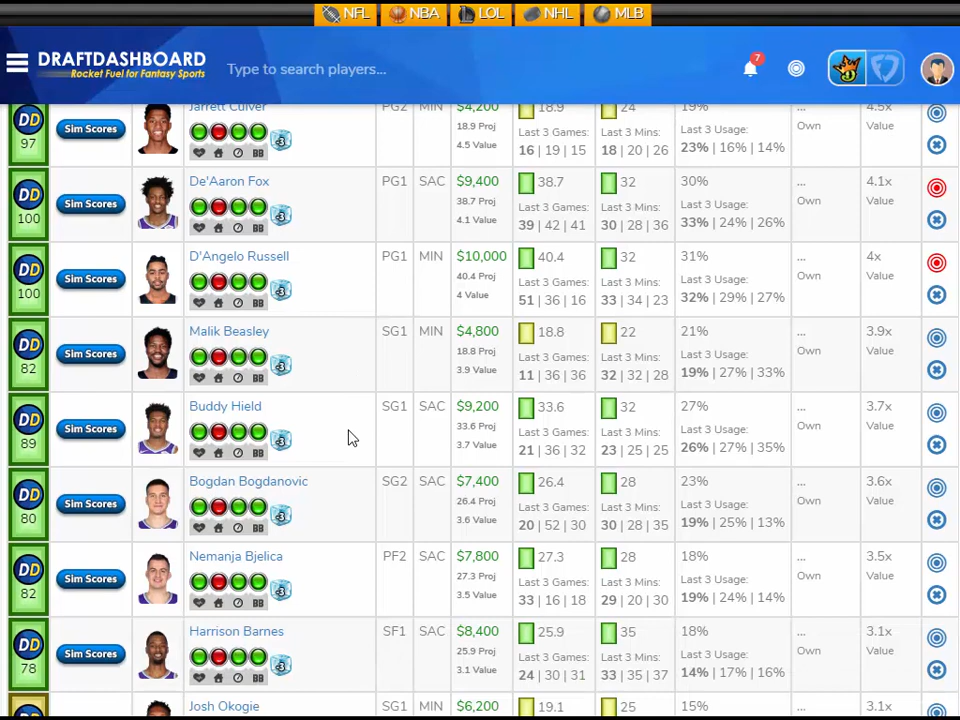 NFL NBA LOL NHL MLB
DRAFTDASHBOARD
Rocket Fuel for Fantasy Sports
Type to search players...
7
DD 97 Sim Scores Jarrett Culver PG2 MIN $4,200 18.9 24 19% ... 4.5x
18.9 Proj Last 3 Games: Last 3 Mins: Last 3 Usage: Own Value
4.5 Value 16 | 19 | 15 18 | 20 | 26 23% | 16% | 14%
-3 BB
DD 100 Sim Scores De'Aaron Fox PG1 SAC $9,400 38.7 32 30% ... 4.1x
38.7 Proj Last 3 Games: Last 3 Mins: Last 3 Usage: Own Value
4.1 Value 39 | 42 | 41 30 | 28 | 36 33% | 24% | 26%
-3 BB
DD 100 Sim Scores D'Angelo Russell PG1 MIN $10,000 40.4 32 31% ... 4x
40.4 Proj Last 3 Games: Last 3 Mins: Last 3 Usage: Own Value
4 Value 51 | 36 | 16 33 | 34 | 23 32% | 29% | 27%
-3 BB
DD 82 Sim Scores Malik Beasley SG1 MIN $4,800 18.8 22 21% ... 3.9x
18.8 Proj Last 3 Games: Last 3 Mins: Last 3 Usage: Own Value
3.9 Value 11 | 36 | 36 32 | 32 | 28 19% | 27% | 33%
-3 BB
DD 89 Sim Scores Buddy Hield SG1 SAC $9,200 33.6 32 27% ... 3.7x
33.6 Proj Last 3 Games: Last 3 Mins: Last 3 Usage: Own Value
3.7 Value 21 | 36 | 32 23 | 25 | 25 26% | 27% | 35%
-3 BB
DD 80 Sim Scores Bogdan Bogdanovic SG2 SAC $7,400 26.4 28 23% ... 3.6x
26.4 Proj Last 3 Games: Last 3 Mins: Last 3 Usage: Own Value
3.6 Value 20 | 52 | 30 30 | 28 | 35 19% | 25% | 13%
-3 BB
DD 82 Sim Scores Nemanja Bjelica PF2 SAC $7,800 27.3 28 18% ... 3.5x
27.3 Proj Last 3 Games: Last 3 Mins: Last 3 Usage: Own Value
3.5 Value 33 | 16 | 18 29 | 20 | 30 19% | 24% | 14%
-3 BB
DD 78 Sim Scores Harrison Barnes SF1 SAC $8,400 25.9 35 18% ... 3.1x
25.9 Proj Last 3 Games: Last 3 Mins: Last 3 Usage: Own Value
3.1 Value 24 | 30 | 31 33 | 35 | 37 14% | 17% | 16%
-3 BB
Josh Okogie SG1 MIN $6,200 19.1 25 15% ... 3.1x